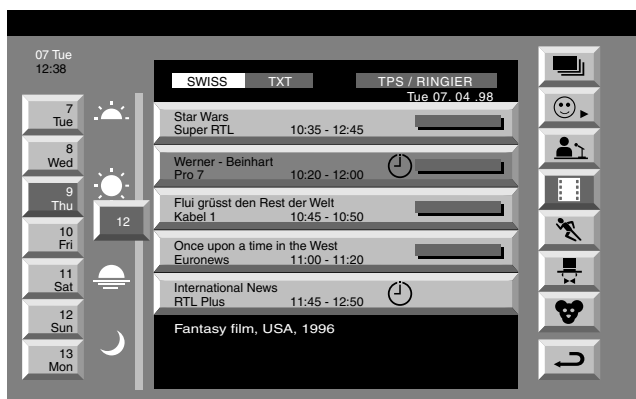 07 Tue
12:38
7
Tue
8
Wed
9
Thu
10
Fri
11
Sat
12
Sun
13
Mon
12
SWISS TXT TPS / RINGIER
Tue 07. 04 .98
Star Wars
Super RTL 10:35 - 12:45
Werner - Beinhart
Pro 7 10:20 - 12:00
Flui grüsst den Rest der Welt
Kabel 1 10:45 - 10:50
Once upon a time in the West
Euronews 11:00 - 11:20
International News
RTL Plus 11:45 - 12:50
Fantasy film, USA, 1996